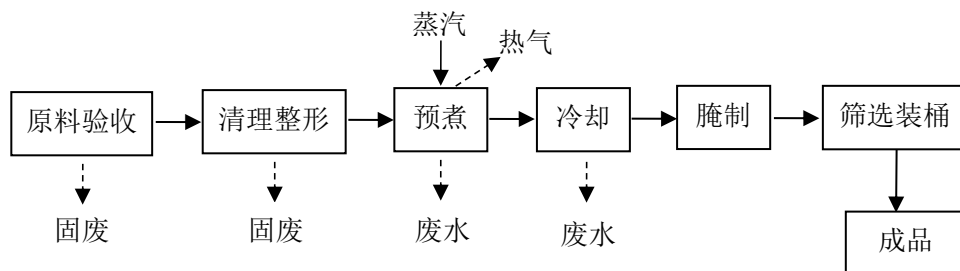 蒸汽
热气
原料验收
清理整形
预煮
冷却
腌制
筛选装桶
固废
固废
废水
废水
成品